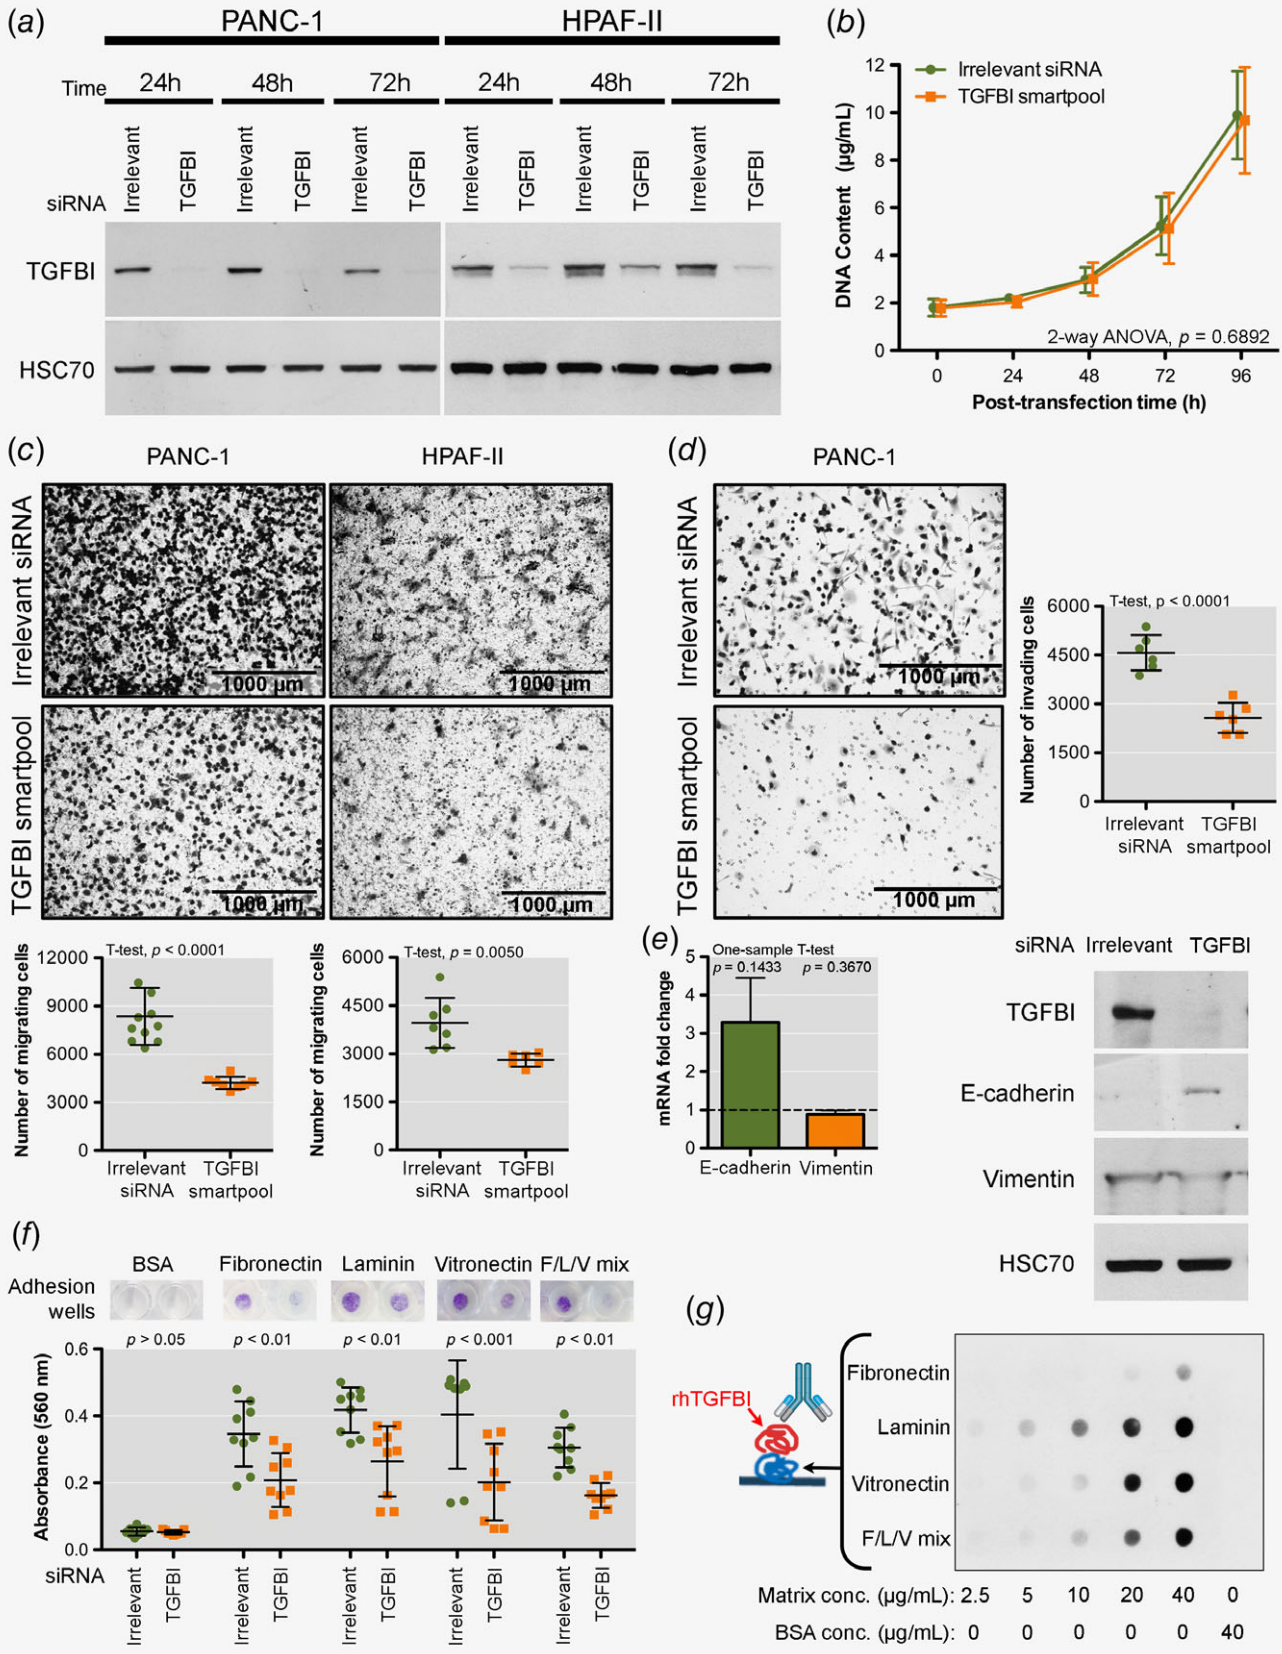 (a)
PANC-1 HPAF-II
Time 24h 48h 72h 24h 48h 72h
siRNA Irrelevant TGFBI Irrelevant TGFBI Irrelevant TGFBI Irrelevant TGFBI Irrelevant TGFBI Irrelevant TGFBI
TGFBI
HSC70
(b)
Irrelevant siRNA
TGFBI smartpool
DNA Content (µg/mL)
12
10
8
6
4
2
0
2-way ANOVA, p = 0.6892
0 24 48 72 96
Post-transfection time (h)
(c)
PANC-1 HPAF-II
Irrelevant siRNA
1000 µm 1000 µm
TGFBI smartpool
1000 µm 1000 µm
T-test, p < 0.0001
Number of migrating cells
12000
9000
6000
3000
0
Irrelevant TGFBI
siRNA smartpool
T-test, p = 0.0050
Number of migrating cells
6000
4500
3000
1500
0
Irrelevant TGFBI
siRNA smartpool
(d)
PANC-1
Irrelevant siRNA
1000 µm
TGFBI smartpool
1000 µm
T-test, p < 0.0001
Number of invading cells
6000
4500
3000
1500
0
Irrelevant TGFBI
siRNA smartpool
(e)
One-sample T-test
p = 0.1433 p = 0.3670
mRNA fold change
5
4
3
2
1
0
E-cadherin Vimentin
siRNA Irrelevant TGFBI
TGFBI
E-cadherin
Vimentin
HSC70
(f)
BSA Fibronectin Laminin Vitronectin F/L/V mix
Adhesion
wells
p > 0.05 p < 0.01 p < 0.01 p < 0.001 p < 0.01
Absorbance (560 nm)
0.6
0.4
0.2
0.0
siRNA Irrelevant TGFBI Irrelevant TGFBI Irrelevant TGFBI Irrelevant TGFBI Irrelevant TGFBI
(g)
rhTGFBI
Fibronectin
Laminin
Vitronectin
F/L/V mix
Matrix conc. (µg/mL): 2.5 5 10 20 40 0
BSA conc. (µg/mL): 0 0 0 0 0 40